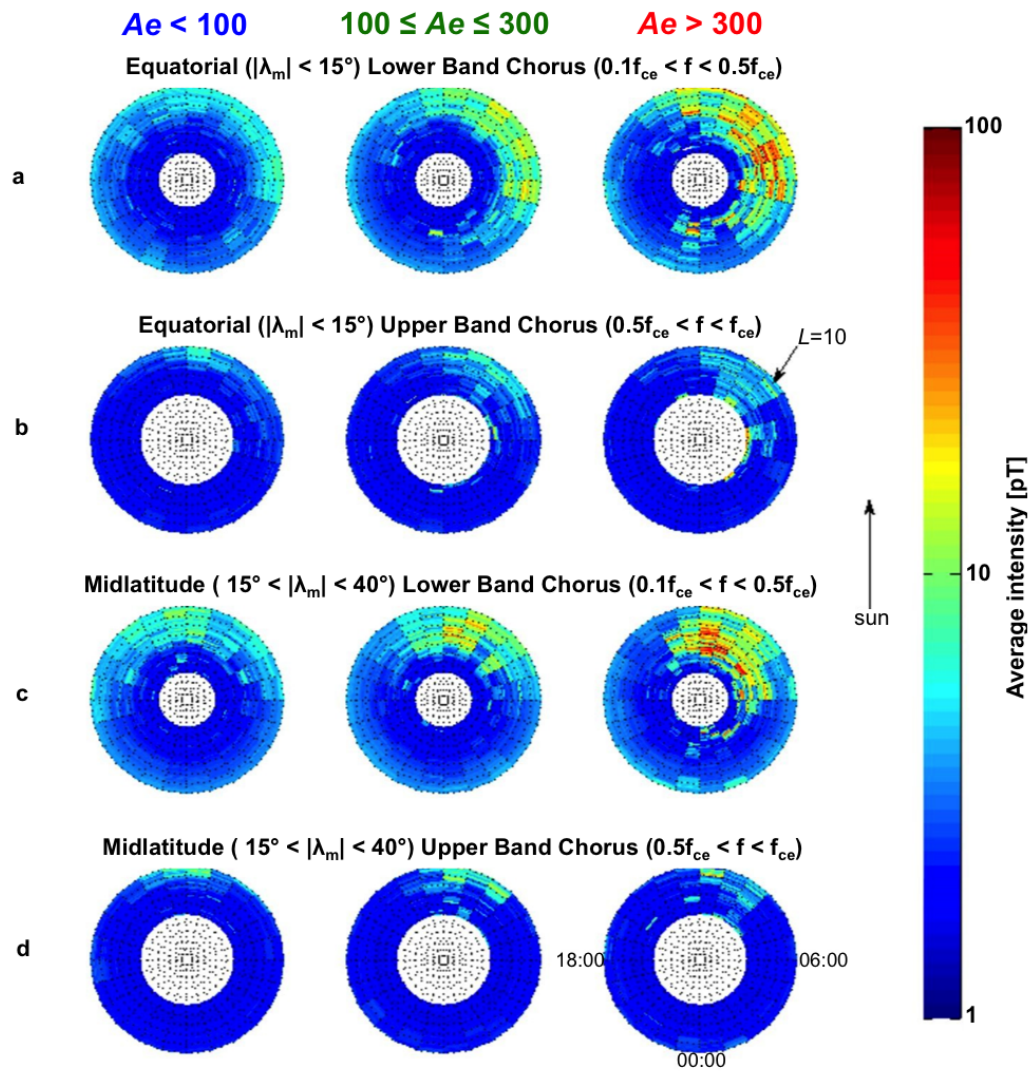 Ae < 100 100 ≤ Ae ≤ 300 Ae > 300
Equatorial (|λm| < 15°) Lower Band Chorus (0.1fce < f < 0.5fce)
100
a
Equatorial (|λm| < 15°) Upper Band Chorus (0.5fce < f < fce)
L=10
b
Midlatitude ( 15° < |λm| < 40°) Lower Band Chorus (0.1fce < f < 0.5fce)
10
sun
Average intensity [pT]
c
Midlatitude ( 15° < |λm| < 40°) Upper Band Chorus (0.5fce < f < fce)
d
18:00 06:00
1
00:00